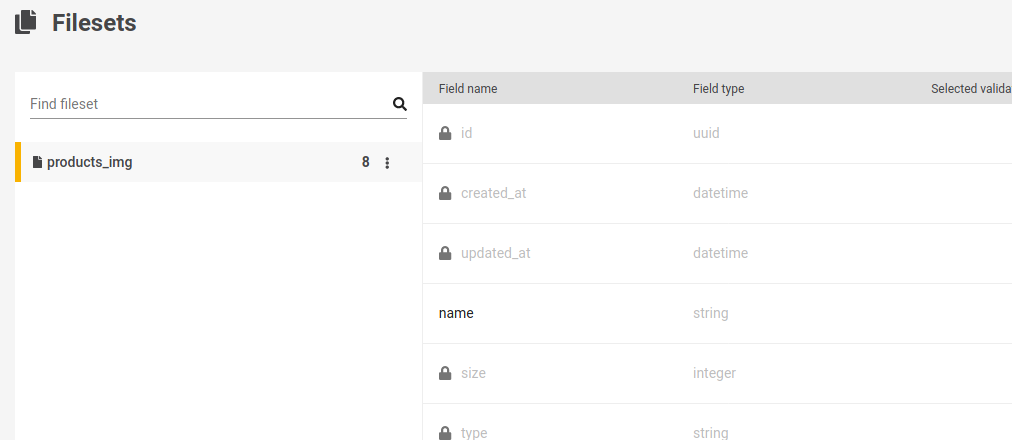 Filesets
Find fileset
products_img 8
Field name Field type Selected valida
id uuid
created_at datetime
updated_at datetime
name string
size integer
type string